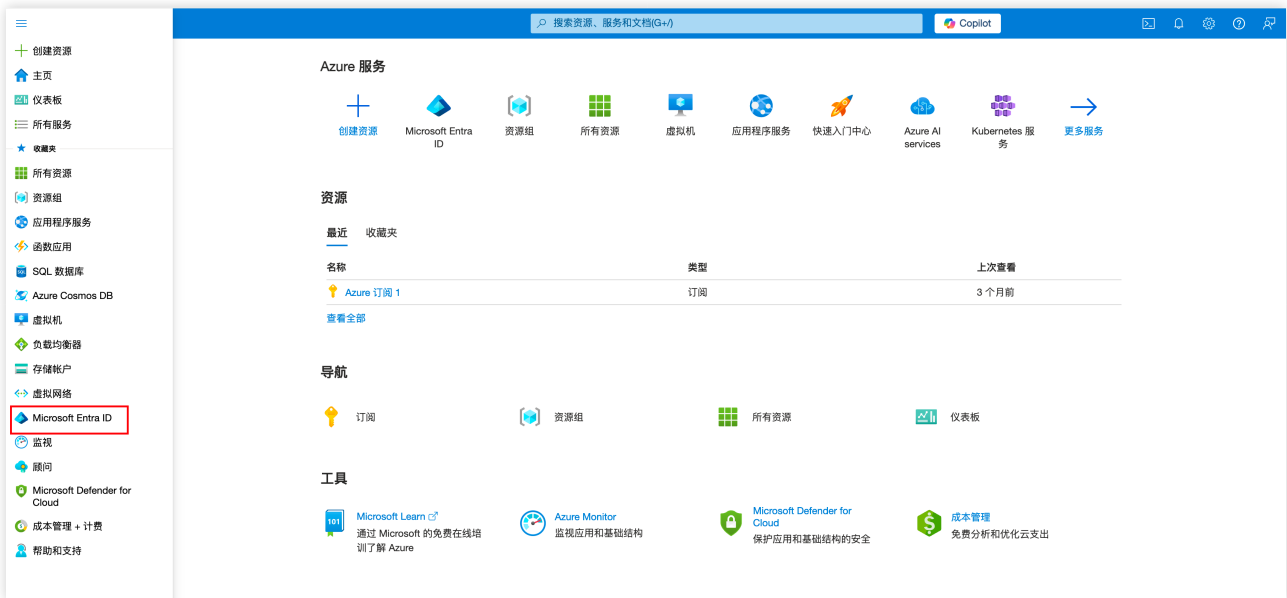 搜索资源、服务和文档(G+/)
Copilot
创建资源
主页
仪表板
所有服务
收藏夹
所有资源
资源组
应用程序服务
函数应用
SQL 数据库
Azure Cosmos DB
虚拟机
负载均衡器
存储帐户
虚拟网络
Microsoft Entra ID
监视
顾问
Microsoft Defender for
Cloud
成本管理 + 计费
帮助和支持
Azure 服务
创建资源
Microsoft Entra
ID
资源组
所有资源
虚拟机
应用程序服务
快速入门中心
Azure AI
services
Kubernetes 服
务
更多服务
资源
最近 收藏夹
名称 类型 上次查看
Azure 订阅 1 订阅 3 个月前
查看全部
导航
订阅 资源组 所有资源 仪表板
工具
101
Microsoft Learn
通过 Microsoft 的免费在线培
训了解 Azure
Azure Monitor
监视应用和基础结构
Microsoft Defender for
Cloud
保护应用和基础结构的安全
成本管理
免费分析和优化云支出